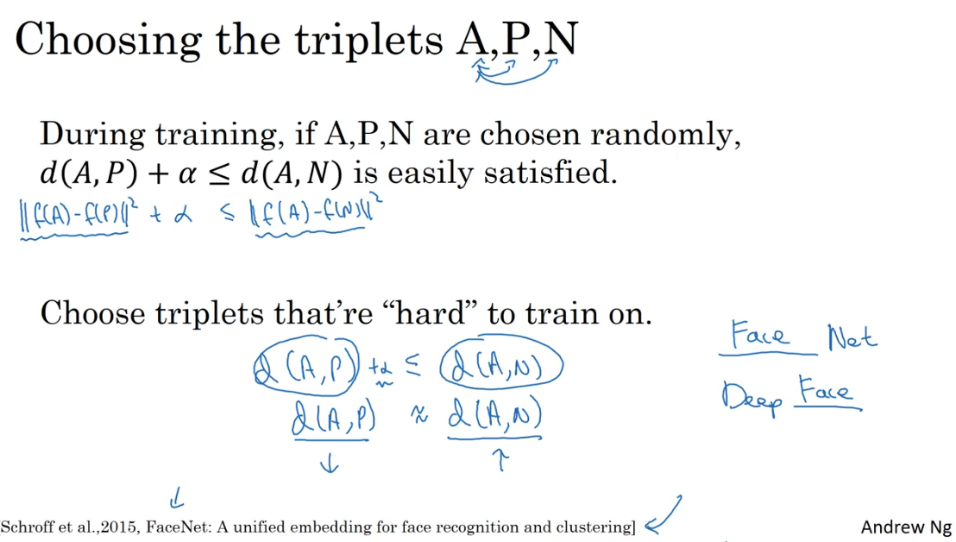 Choosing the triplets A,P,N
During training, if A,P,N are chosen randomly,
d(A, P) + α ≤ d(A, N) is easily satisfied.
||f(A)-f(P)||² + α ≤ ||f(A)-f(N)||²
Choose triplets that're “hard” to train on.
d(A,P) +α ≤ d(A,N)
d(A,P) ≈ d(A,N)
Face Net
Deep Face
Schroff et al.,2015, FaceNet: A unified embedding for face recognition and clustering]
Andrew Ng